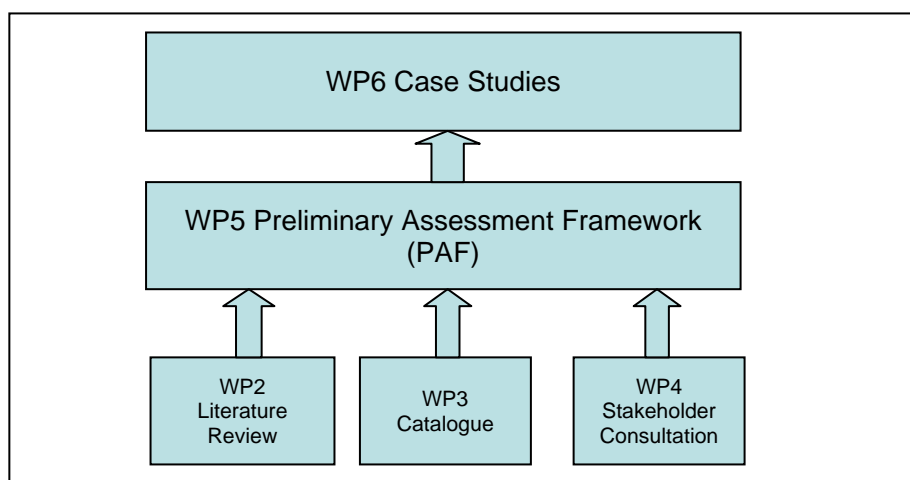 WP6 Case Studies
WP5 Preliminary Assessment Framework
(PAF)
WP2
Literature
Review
WP3
Catalogue
WP4
Stakeholder
Consultation